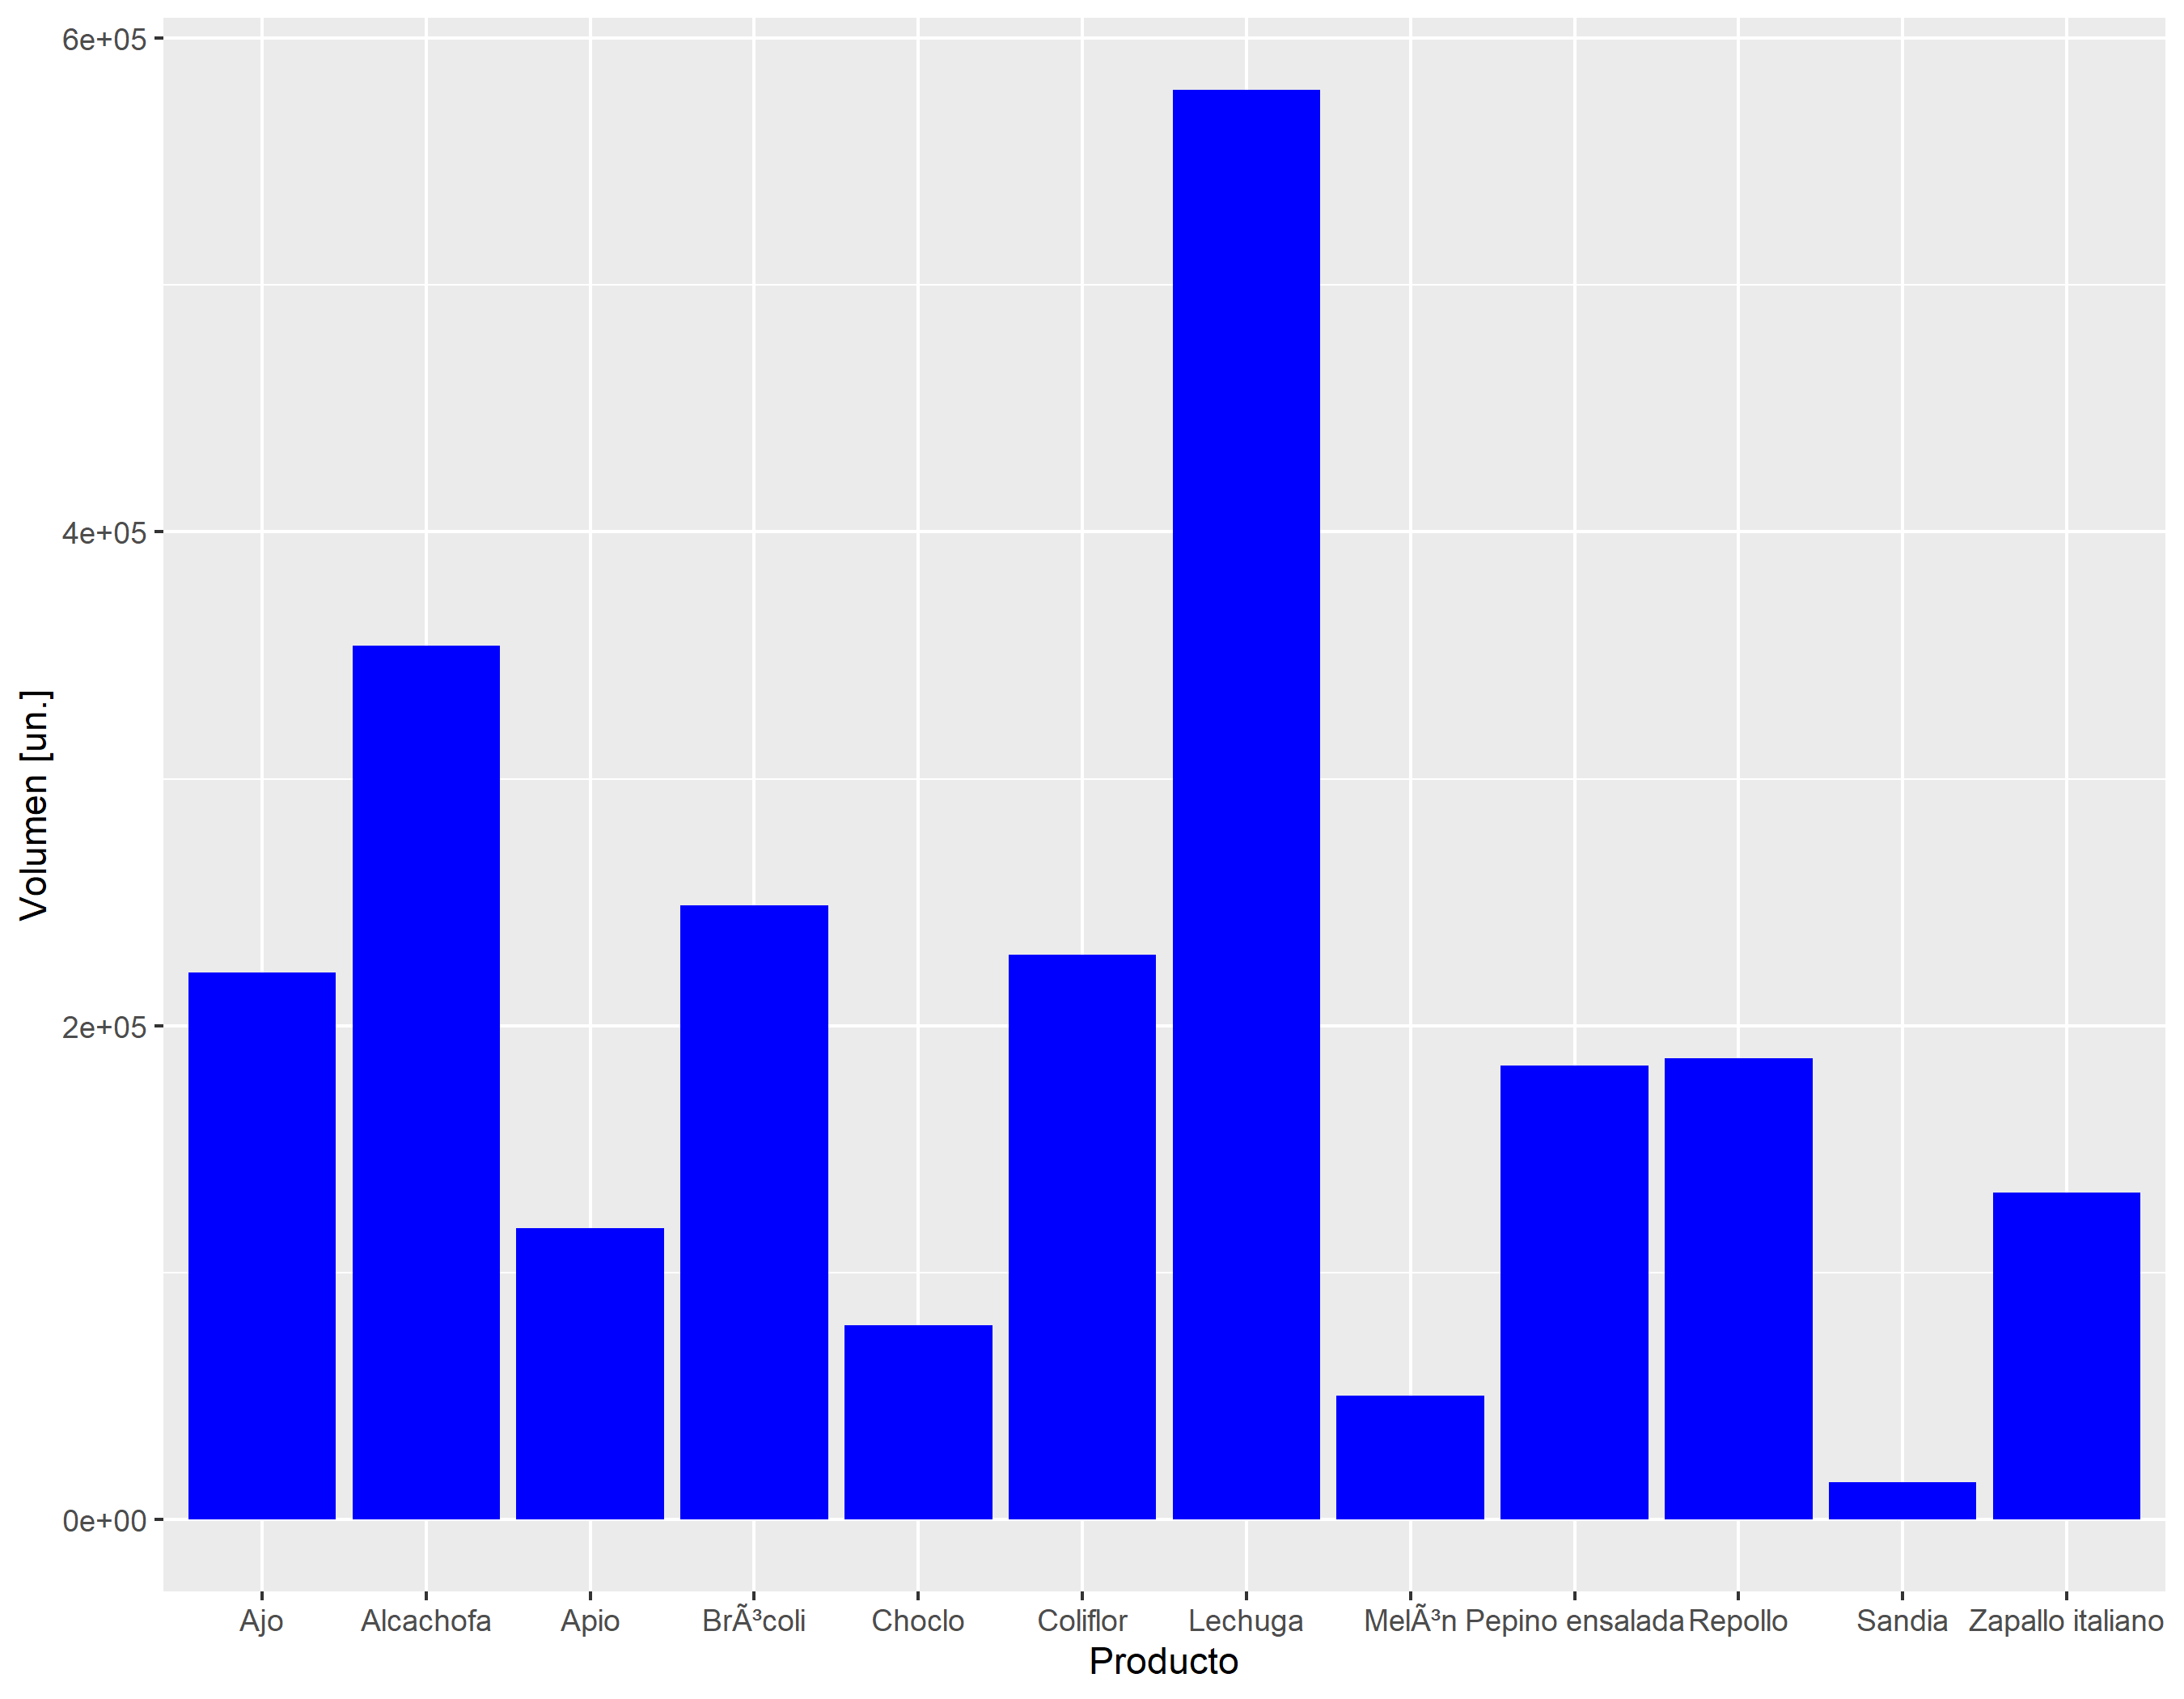 6e+05
4e+05
2e+05
0e+00
Volumen [un.]
Ajo Alcachofa Apio BrÃ³coli Choclo Coliflor Lechuga MelÃ³n Pepino ensalada Repollo Sandia Zapallo italiano
Producto